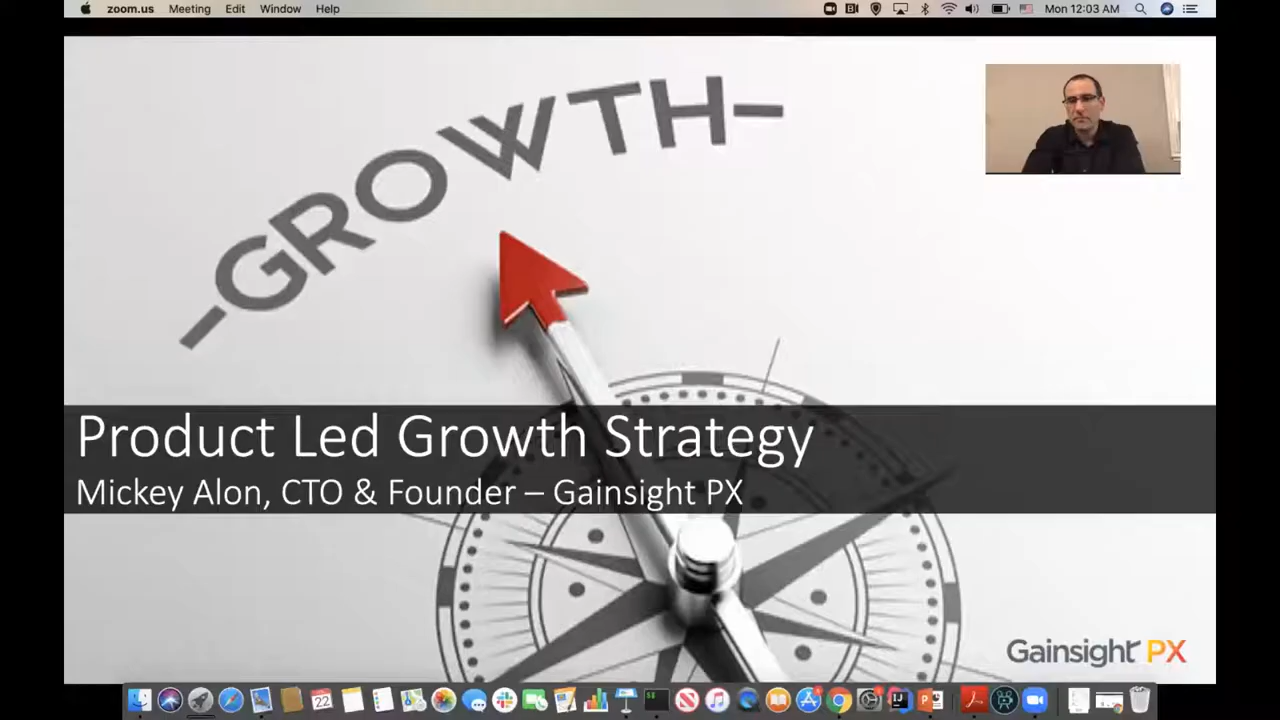 zoom.us Meeting Edit Window Help Mon 12:03 AM
-GROWTH-
Product Led Growth Strategy
Mickey Alon, CTO & Founder – Gainsight PX
Gainsight PX
22